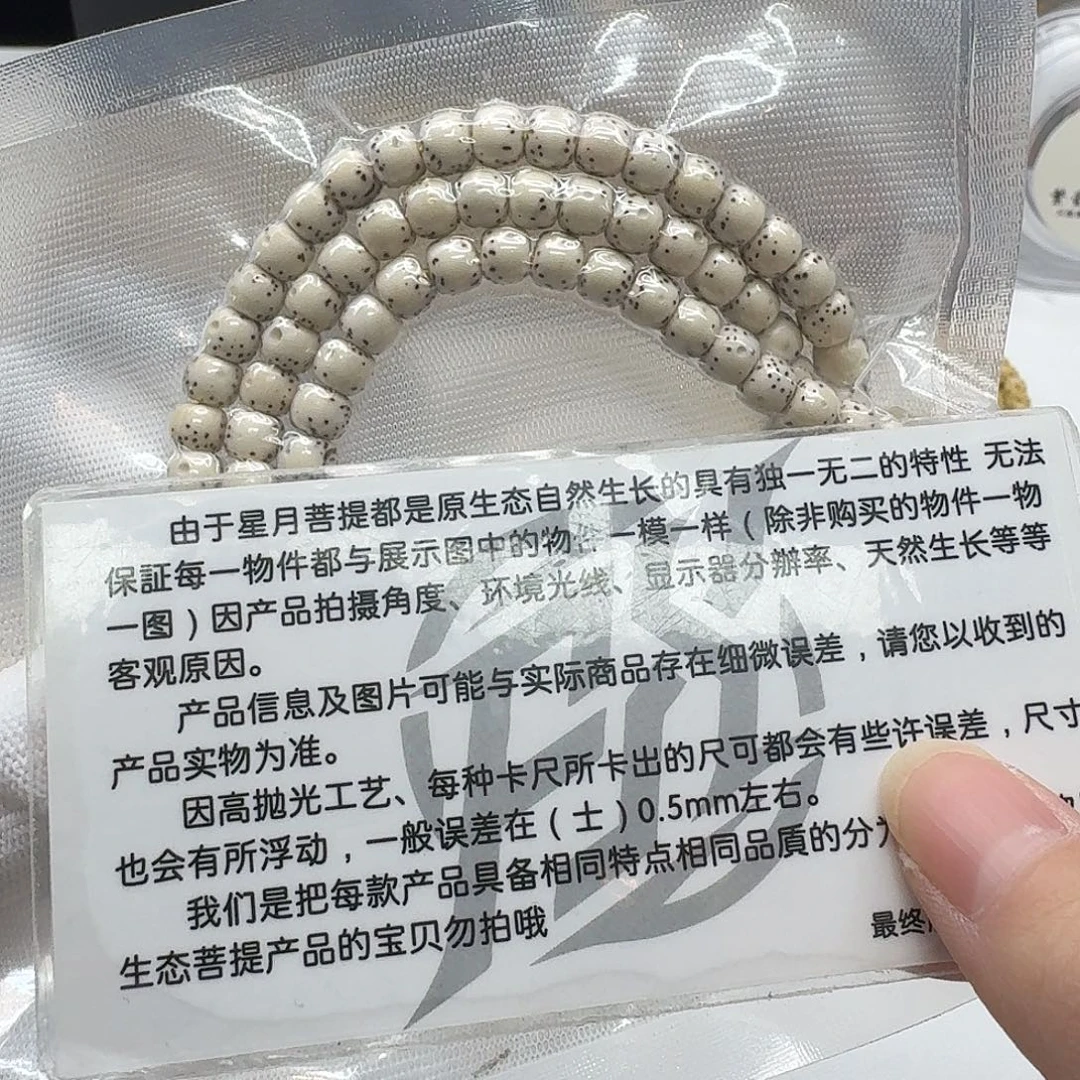 由于星月菩提都是原生态自然生长的具有独一无二的特性 无法
保証每一物件都与展示图中的物件一模一样（除非购买的物件一物
一图）因产品拍摄角度、环境光线、显示器分辦率、天然生长等等
客观原因。
产品信息及图片可能与实际商品存在细微误差，请您以收到的
产品实物为准。
因高抛光工艺、每种卡尺所卡出的尺可都会有些许误差，尺寸
也会有所浮动，一般误差在（士）0.5mm左右。
我们是把每款产品具备相同特点相同品質的分为
生态菩提产品的宝贝勿拍哦
最终